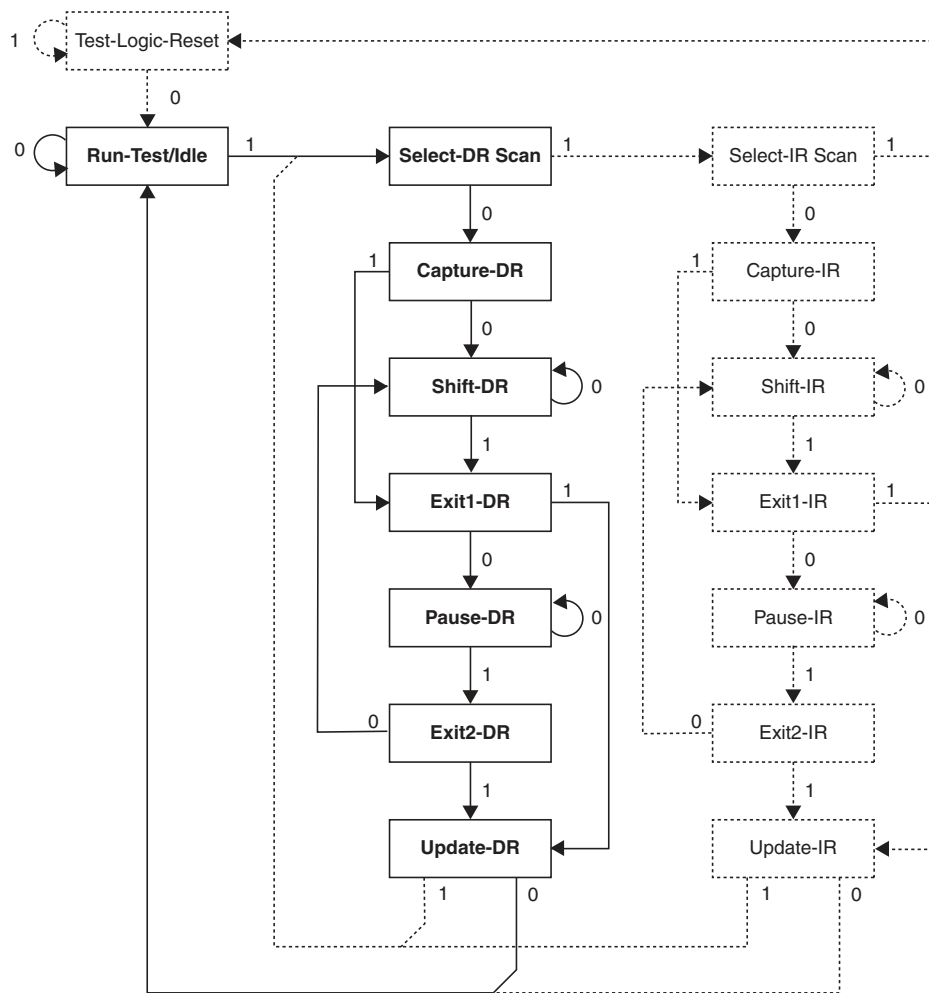 1 Test-Logic-Reset
0
0 Run-Test/Idle 1 Select-DR Scan 1 Select-IR Scan 1
0 0
1 Capture-DR 1 Capture-IR
0 0
Shift-DR 0 Shift-IR 0
1 1
Exit1-DR 1 Exit1-IR 1
0 0
Pause-DR 0 Pause-IR 0
1 1
0 Exit2-DR 0 Exit2-IR
1 1
Update-DR Update-IR
1 0 1 0